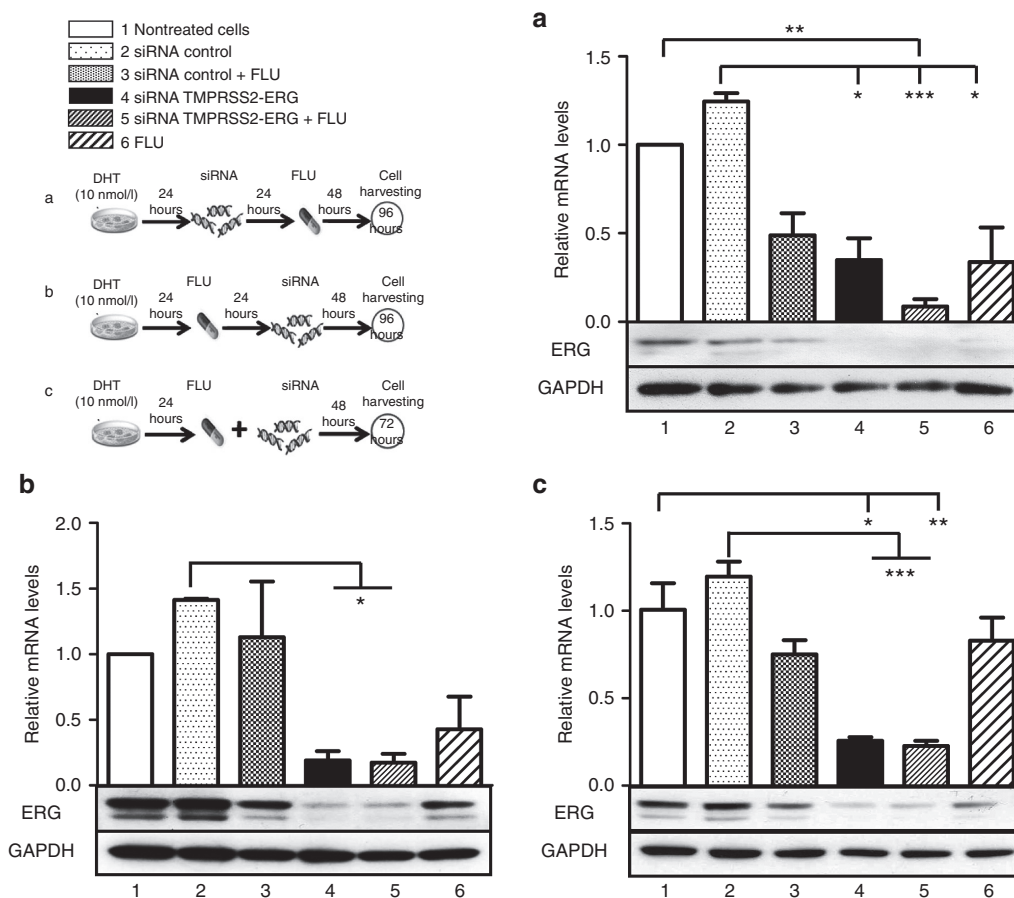 1 Nontreated cells
2 siRNA control
3 siRNA control + FLU
4 siRNA TMPRSS2-ERG
5 siRNA TMPRSS2-ERG + FLU
6 FLU
a
DHT
(10 nmol/l)
24
hours
siRNA
24
hours
FLU
48
hours
Cell
harvesting
96
hours
b
DHT
(10 nmol/l)
24
hours
FLU
24
hours
siRNA
48
hours
Cell
harvesting
96
hours
c
DHT
(10 nmol/l)
24
hours
FLU
+
siRNA
48
hours
Cell
harvesting
72
hours
a
Relative mRNA levels
1.5
1.0
0.5
0.0
**
* *** *
ERG
GAPDH
1 2 3 4 5 6
b
Relative mRNA levels
2.0
1.5
1.0
0.5
0.0
*
ERG
GAPDH
1 2 3 4 5 6
c
Relative mRNA levels
1.5
1.0
0.5
0.0
* **
***
ERG
GAPDH
1 2 3 4 5 6